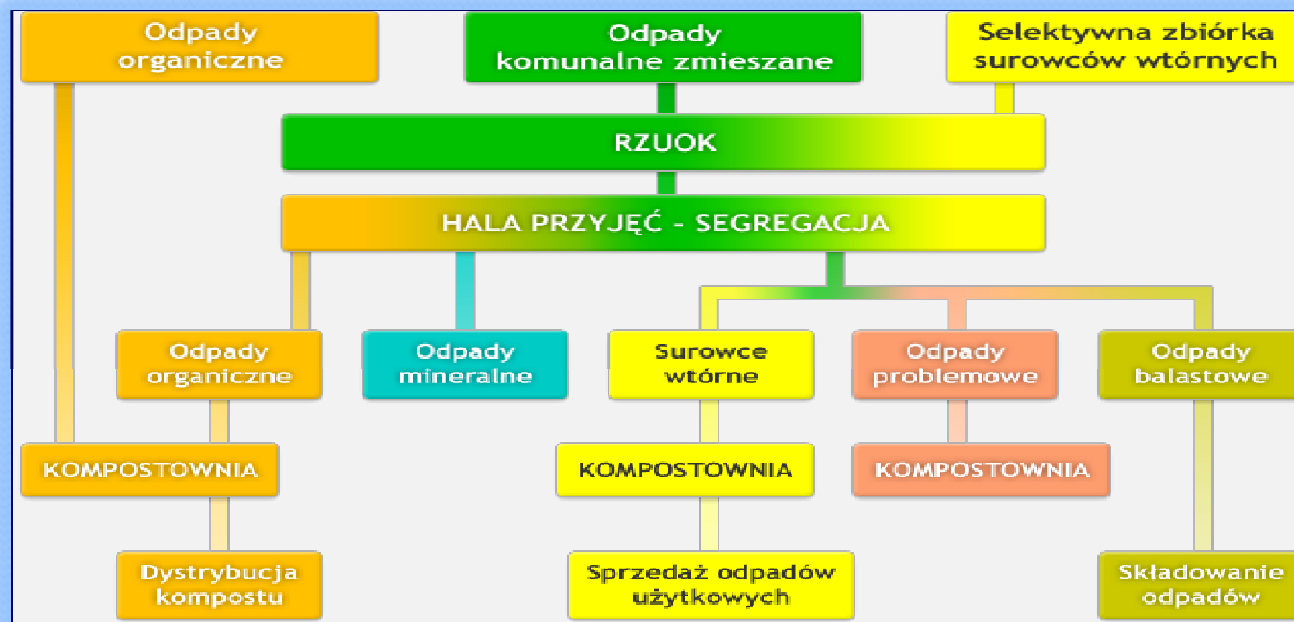 Odpady
organiczne
Odpady
komunalne zmieszane
Selektywna zbiórka
surowców wtórnych
RZUOK
HALA PRZYJĘĆ - SEGREGACJA
Odpady
organiczne
Odpady
mineralne
Surowce
wtórne
Odpady
problemowe
Odpady
balastowe
KOMPOSTOWNIA
KOMPOSTOWNIA
KOMPOSTOWNIA
Dystrybucja
kompostu
Sprzedaż odpadów
użytkowych
Składowanie
odpadów